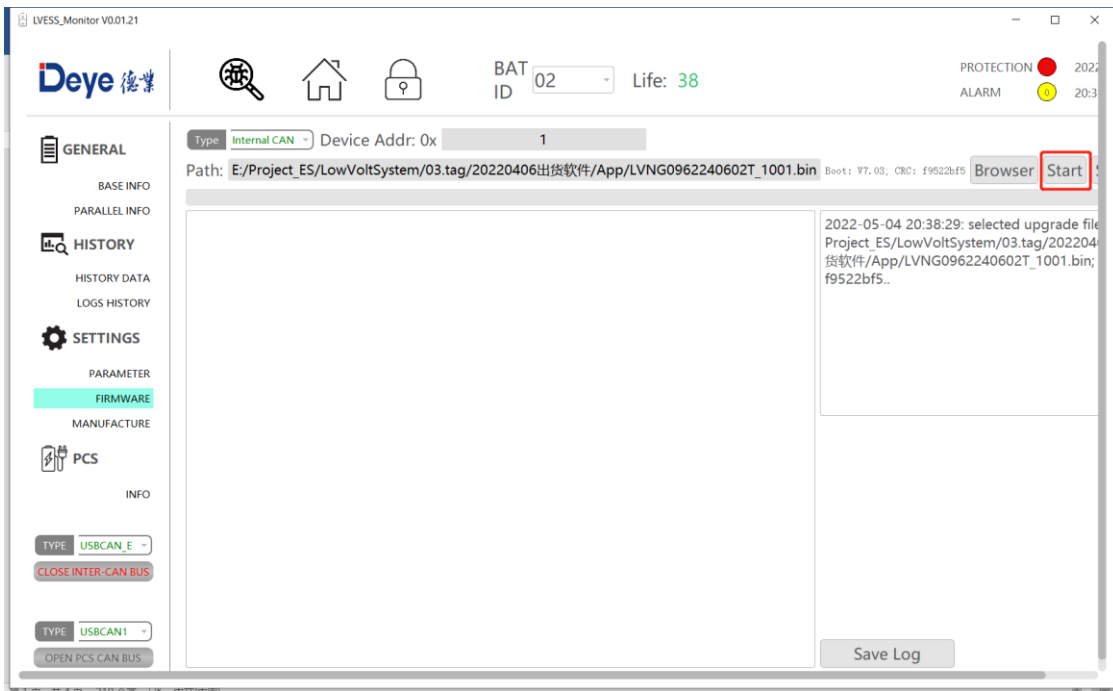 LVESS_Monitor V0.01.21
Deye 德業
BAT ID 02
Life: 38
PROTECTION 2022
ALARM 0 20:3
GENERAL
BASE INFO
PARALLEL INFO
HISTORY
HISTORY DATA
LOGS HISTORY
SETTINGS
PARAMETER
FIRMWARE
MANUFACTURE
PCS
INFO
TYPE USBCAN_E
CLOSE INTER-CAN BUS
TYPE USBCAN1
OPEN PCS CAN BUS
Type Internal CAN Device Addr: 0x 1
Path: E:/Project_ES/LowVoltSystem/03.tag/20220406出货软件/App/LVNG0962240602T_1001.bin Boot: V7.03; CRC: f9522bf5 Browser Start
2022-05-04 20:38:29: selected upgrade file
Project_ES/LowVoltSystem/03.tag/202204
货软件/App/LVNG0962240602T_1001.bin;
f9522bf5..
Save Log